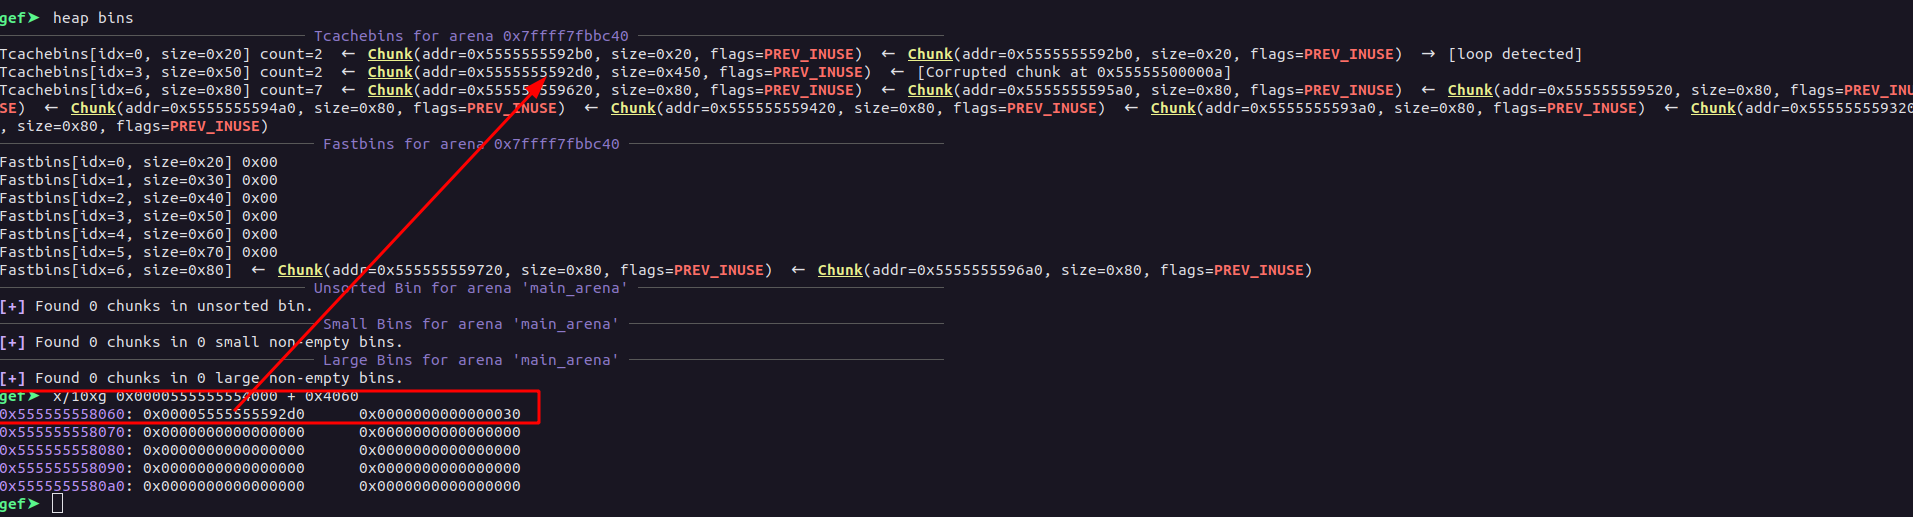 gef➤  heap bins
Tcachebins for arena 0x7ffff7fbbc40
Tcachebins[idx=0, size=0x20] count=2  ←  Chunk(addr=0x5555555592b0, size=0x20, flags=PREV_INUSE)  ←  Chunk(addr=0x5555555592b0, size=0x20, flags=PREV_INUSE)  →  [loop detected]
Tcachebins[idx=3, size=0x50] count=2  ←  Chunk(addr=0x5555555592d0, size=0x450, flags=PREV_INUSE)  ←  [Corrupted chunk at 0x55555500000a]
Tcachebins[idx=6, size=0x80] count=7  ←  Chunk(addr=0x555555559620, size=0x80, flags=PREV_INUSE)  ←  Chunk(addr=0x5555555595a0, size=0x80, flags=PREV_INUSE)  ←  Chunk(addr=0x555555559520, size=0x80, flags=PREV_INU
SE)  ←  Chunk(addr=0x5555555594a0, size=0x80, flags=PREV_INUSE)  ←  Chunk(addr=0x555555559420, size=0x80, flags=PREV_INUSE)  ←  Chunk(addr=0x5555555593a0, size=0x80, flags=PREV_INUSE)  ←  Chunk(addr=0x555555559320
, size=0x80, flags=PREV_INUSE)
Fastbins for arena 0x7ffff7fbbc40
Fastbins[idx=0, size=0x20] 0x00
Fastbins[idx=1, size=0x30] 0x00
Fastbins[idx=2, size=0x40] 0x00
Fastbins[idx=3, size=0x50] 0x00
Fastbins[idx=4, size=0x60] 0x00
Fastbins[idx=5, size=0x70] 0x00
Fastbins[idx=6, size=0x80]  ←  Chunk(addr=0x555555559720, size=0x80, flags=PREV_INUSE)  ←  Chunk(addr=0x5555555596a0, size=0x80, flags=PREV_INUSE)
Unsorted Bin for arena 'main_arena'
[+] Found 0 chunks in unsorted bin.
Small Bins for arena 'main_arena'
[+] Found 0 chunks in 0 small non-empty bins.
Large Bins for arena 'main_arena'
[+] Found 0 chunks in 0 large non-empty bins.
gef➤  x/10xg 0x0000555555554000 + 0x4060
0x555555558060: 0x00005555555592d0 0x0000000000000030
0x555555558070: 0x0000000000000000 0x0000000000000000
0x555555558080: 0x0000000000000000 0x0000000000000000
0x555555558090: 0x0000000000000000 0x0000000000000000
0x5555555580a0: 0x0000000000000000 0x0000000000000000
gef➤